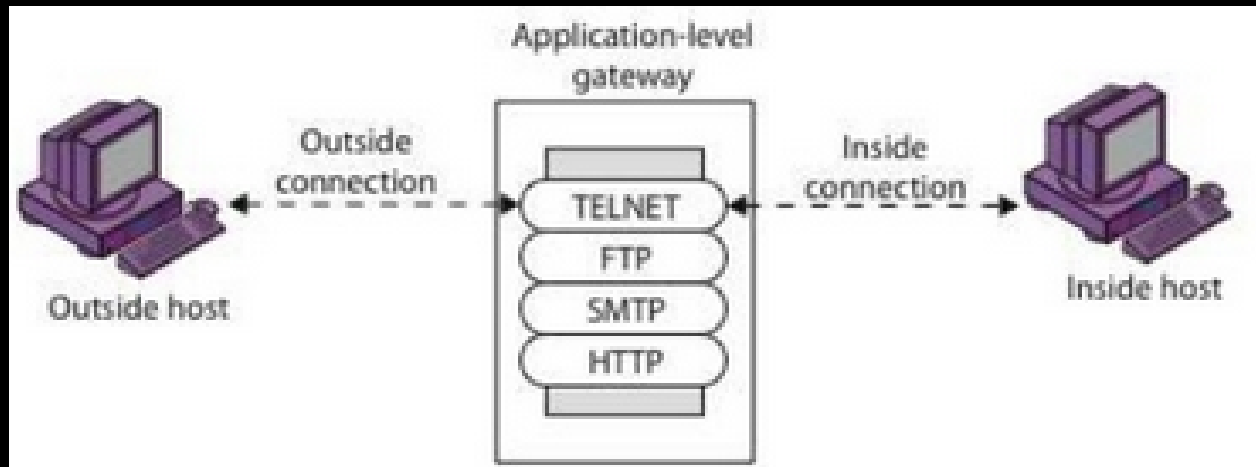 Application-level
gateway
Outside
connection
Inside
connection
TELNET
FTP
SMTP
HTTP
Outside host
Inside host